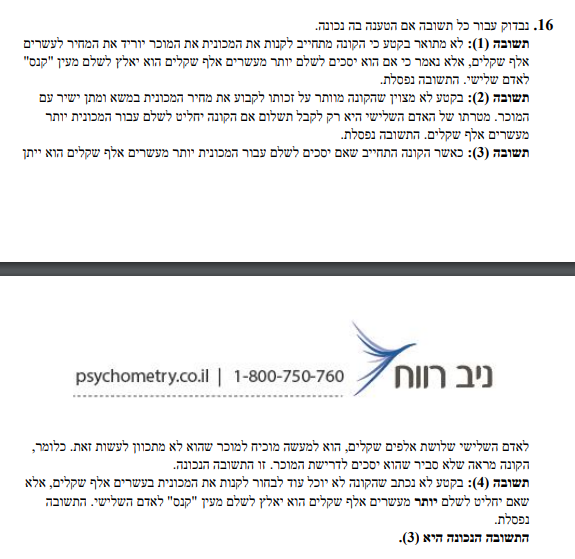 16. נבדוק עבור כל תשובה אם הטענה בה נכונה.
תשובה (1): לא מתואר בקטע כי הקונה מתחייב לקנות את המכונית אם המוכר יוריד את המחיר לעשרים
אלף שקלים, אלא נאמר כי אם הוא יסכים לשלם יותר מעשרים אלף שקלים הוא יאלץ לשלם מעין "קנס"
לאדם שלישי. התשובה נפסלת.
תשובה (2): בקטע לא מצוין שהקונה מוותר על זכותו לקבוע את מחיר המכונית במשא ומתן ישיר עם
המוכר. מטרתו של האדם השלישי היא רק לקבל תשלום אם הקונה יחליט לשלם עבור המכונית יותר
מעשרים אלף שקלים. התשובה נפסלת.
תשובה (3): כאשר הקונה התחייב שאם יסכים לשלם עבור המכונית יותר מעשרים אלף שקלים הוא ייתן
ניב רווח
psychometry.co.il | 1-800-750-760
לאדם השלישי שלושת אלפים שקלים, הוא למעשה מוכיח למוכר שהוא לא מתכוון לעשות זאת. כלומר,
הקונה מראה שלא סביר שהוא יסכים לדרישת המוכר. זו התשובה הנכונה.
תשובה (4): בקטע לא נכתב שהקונה לא יוכל עוד לבחור לקנות את המכונית בעשרים אלף שקלים, אלא
שאם יחליט לשלם יותר מעשרים אלף שקלים הוא יאלץ לשלם מעין "קנס" לאדם השלישי. התשובה
נפסלת.
התשובה הנכונה היא (3).